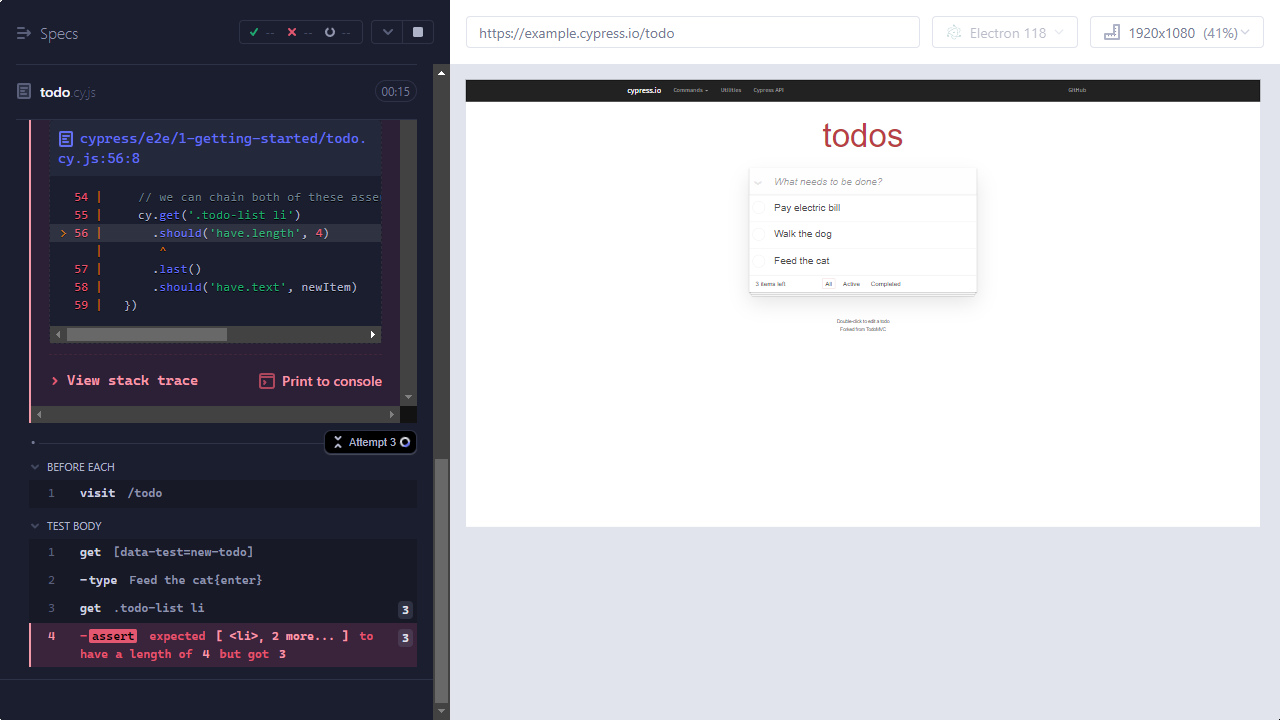 Specs
-- -- --
todo.cy.js 00:15
cypress/e2e/1-getting-started/todo.
cy.js:56:8
54 | // we can chain both of these asser
55 | cy.get('.todo-list li')
> 56 | .should('have.length', 4)
| ^
57 | .last()
58 | .should('have.text', newItem)
59 | })
View stack trace
Print to console
Attempt 3
BEFORE EACH
1 visit /todo
TEST BODY
1 get [data-test=new-todo]
2 -type Feed the cat{enter}
3 get .todo-list li 3
4 -assert expected [ <li>, 2 more... ] to 3
have a length of 4 but got 3
https://example.cypress.io/todo
Electron 118
1920x1080 (41%)
cypress.io Commands Utilities Cypress API GitHub
todos
What needs to be done?
Pay electric bill
Walk the dog
Feed the cat
3 items left All Active Completed
Double-click to edit a todo
Forked from TodoMVC